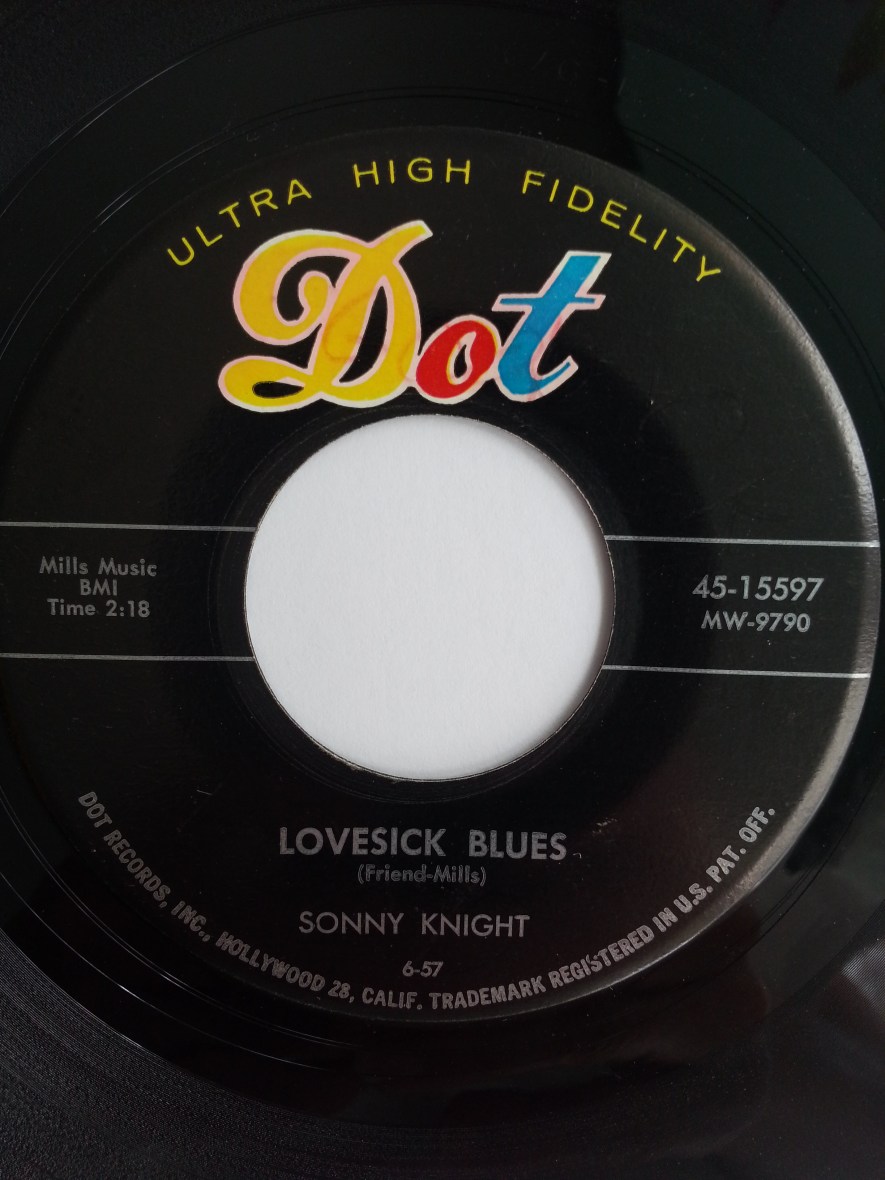 ULTRA HIGH FIDELITY
Dot
Mills Music
BMI
Time 2:18
45-15597
MW-9790
LOVESICK BLUES
(Friend-Mills)
SONNY KNIGHT
6-57
DOT RECORDS, INC., HOLLYWOOD 28, CALIF. TRADEMARK REGISTERED IN U.S. PAT. OFF.